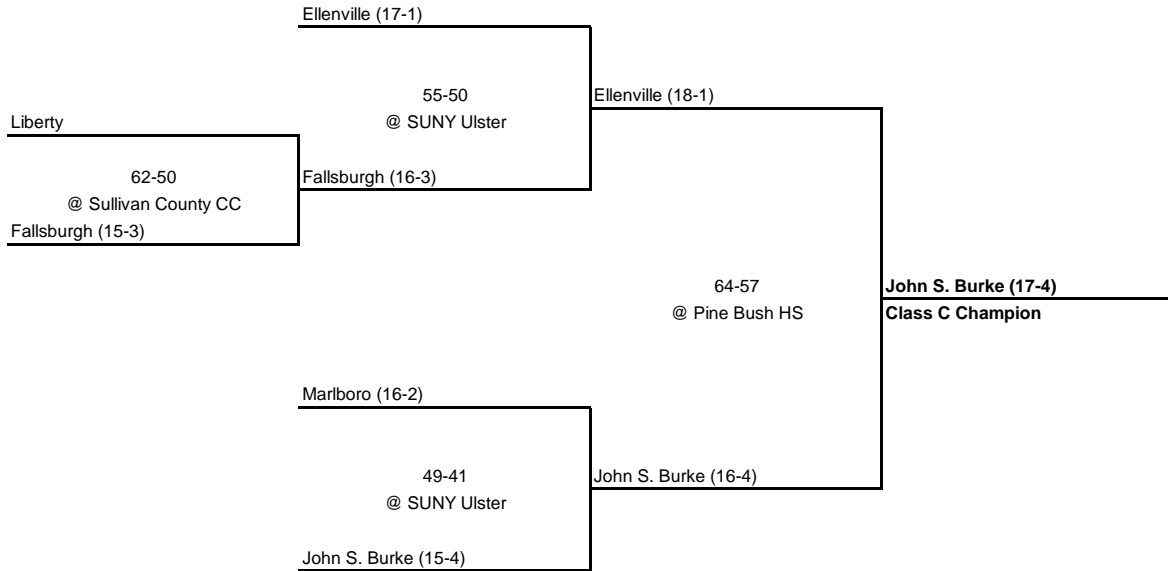 Ellenville (17-1)
55-50
@ SUNY Ulster
Ellenville (18-1)
Liberty
62-50
@ Sullivan County CC
Fallsburgh (16-3)
Fallsburgh (15-3)
64-57
@ Pine Bush HS
John S. Burke (17-4)
Class C Champion
Marlboro (16-2)
49-41
@ SUNY Ulster
John S. Burke (16-4)
John S. Burke (15-4)